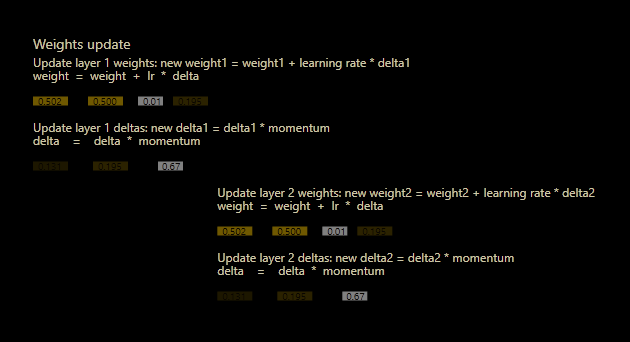 Weights update
Update layer 1 weights: new weight1 = weight1 + learning rate * delta1
weight = weight + lr * delta
0.502 0.500 0.01 0.195
Update layer 1 deltas: new delta1 = delta1 * momentum
delta = delta * momentum
0.131 0.195 0.67
Update layer 2 weights: new weight2 = weight2 + learning rate * delta2
weight = weight + lr * delta
0.502 0.500 0.01 0.195
Update layer 2 deltas: new delta2 = delta2 * momentum
delta = delta * momentum
0.131 0.195 0.67